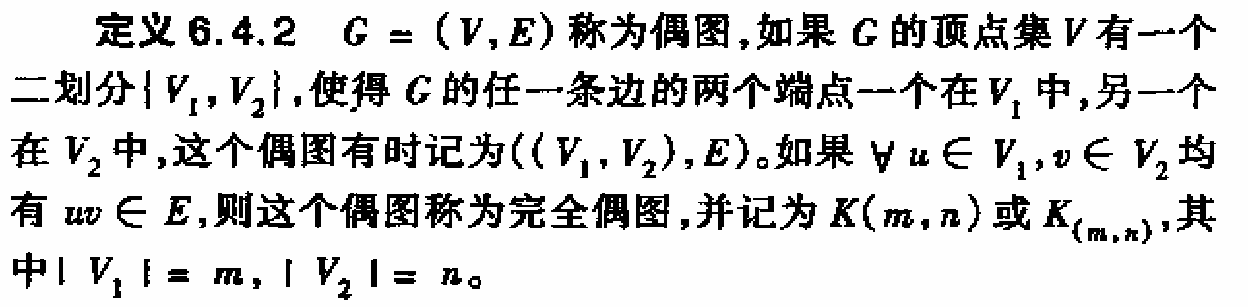 定义 6.4.2 G = (V, E) 称为偶图,如果 G 的顶点集 V 有一个
二划分{V₁, V₂},使得 G 的任一条边的两个端点一个在 V₁ 中,另一个
在 V₂ 中,这个偶图有时记为((V₁, V₂), E)。如果 ∀ u ∈ V₁, v ∈ V₂ 均
有 uv ∈ E,则这个偶图称为完全偶图,并记为 K(m, n) 或 K₍ₘ,ₙ₎,其
中| V₁ | = m, | V₂ | = n。